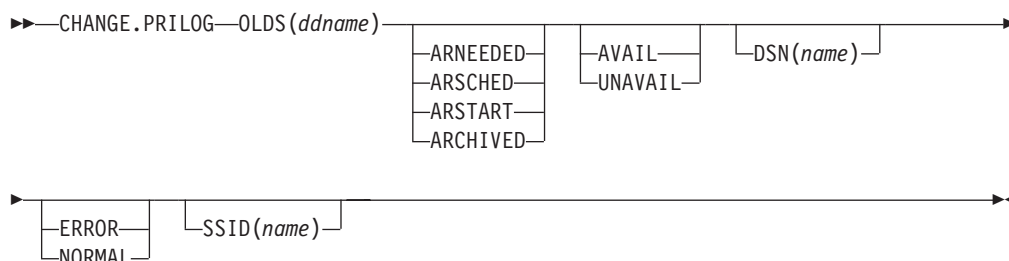 CHANGE.PRILOG OLDS(ddname)
ARNEEDED
ARSCHED
ARSTART
ARCHIVED
AVAIL
UNAVAIL
DSN(name)
ERROR
NORMAL
SSID(name)